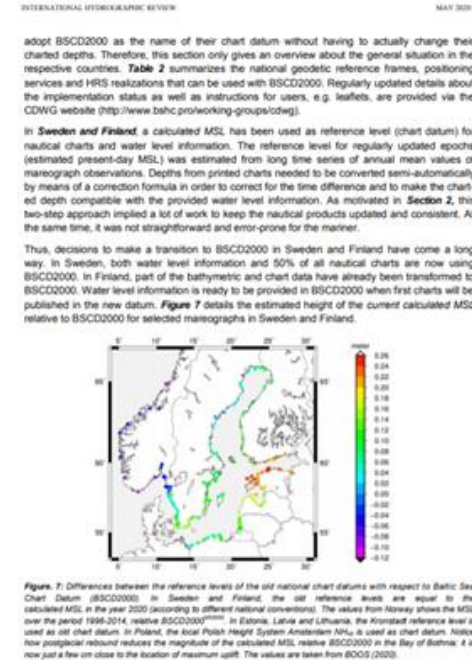 INTERNATIONAL HYDROGRAPHIC REVIEW
MAY 2020
adopt BSCD2000 as the name of their chart datum without having to actually change their
charted depths. Therefore, this section only gives an overview about the general situation in the
respective countries. Table 2 summarizes the national geodetic reference frames, positioning
services and HRS realizations that can be used with BSCD2000. Regularly updated details about
the implementation status as well as instructions for users, e.g. leaflets, are provided via the
CDWG website (http://www.bshc.pro/working-groups/cdwg).
In Sweden and Finland, a calculated MSL has been used as reference level (chart datum) fo
nautical charts and water level information. The reference level for regularly updated epochs
(estimated present-day MSL) was estimated from long time series of annual mean values o
mareograph observations. Depths from printed charts needed to be converted semi-automatically
by means of a correction formula in order to correct for the time difference and to make the chart
ed depth compatible with the provided water level information. As motivated in Section 2, this
two-step approach implied a lot of work to keep the nautical products updated and consistent. A
the same time, it was not straightforward and error-prone for the mariner.
Thus, decisions to make a transition to BSCD2000 in Sweden and Finland have come a long
way. In Sweden, both water level information and 50% of all nautical charts are now using
BSCD2000. In Finland, part of the bathymetric and chart data have already been transformed to
BSCD2000. Water level information is ready to be provided in BSCD2000 when first charts will be
published in the new datum. Figure 7 details the estimated height of the current calculated MSL
relative to BSCD2000 for selected mareographs in Sweden and Finland.
5° 10° 15° 20° 25° 30°
meter
0.26
0.24
0.22
0.20
0.18
0.16
0.14
0.12
0.10
0.08
0.06
0.04
0.02
0.00
-0.02
-0.04
-0.06
-0.08
-0.10
-0.12
65° 65°
60° 60°
55° 55°
5° 10° 15° 20° 25° 30°
Figure. 7: Differences between the reference levels of the old national chart datums with respect to Baltic Sea
Chart Datum (BSCD2000). In Sweden and Finland, the old reference levels are equal to the
calculated MSL in the year 2020 (according to different national conventions). The values from Norway shows the MSL
over the period 1996-2014, relative BSCD2000. In Estonia, Latvia and Lithuania, the Kronstadt reference level is
used as old chart datum. In Poland, the local Polish Height System Amsterdam NHₐ is used as chart datum. Notice
how postglacial rebound reduces the magnitude of the calculated MSL relative BSCD2000 in the Bay of Bothnia: it is
now just a few cm close to the location of maximum uplift. The values are taken from BOOS (2020).